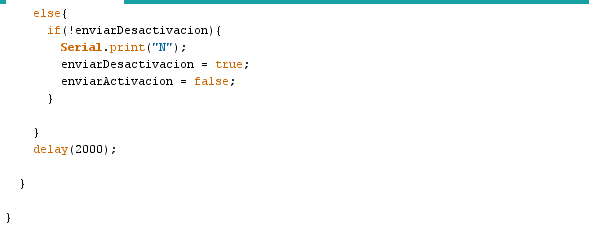 else{
if(!enviarDesactivacion){
Serial.print("N");
enviarDesactivacion = true;
enviarActivacion = false;
}
}
delay(2000);
}
}